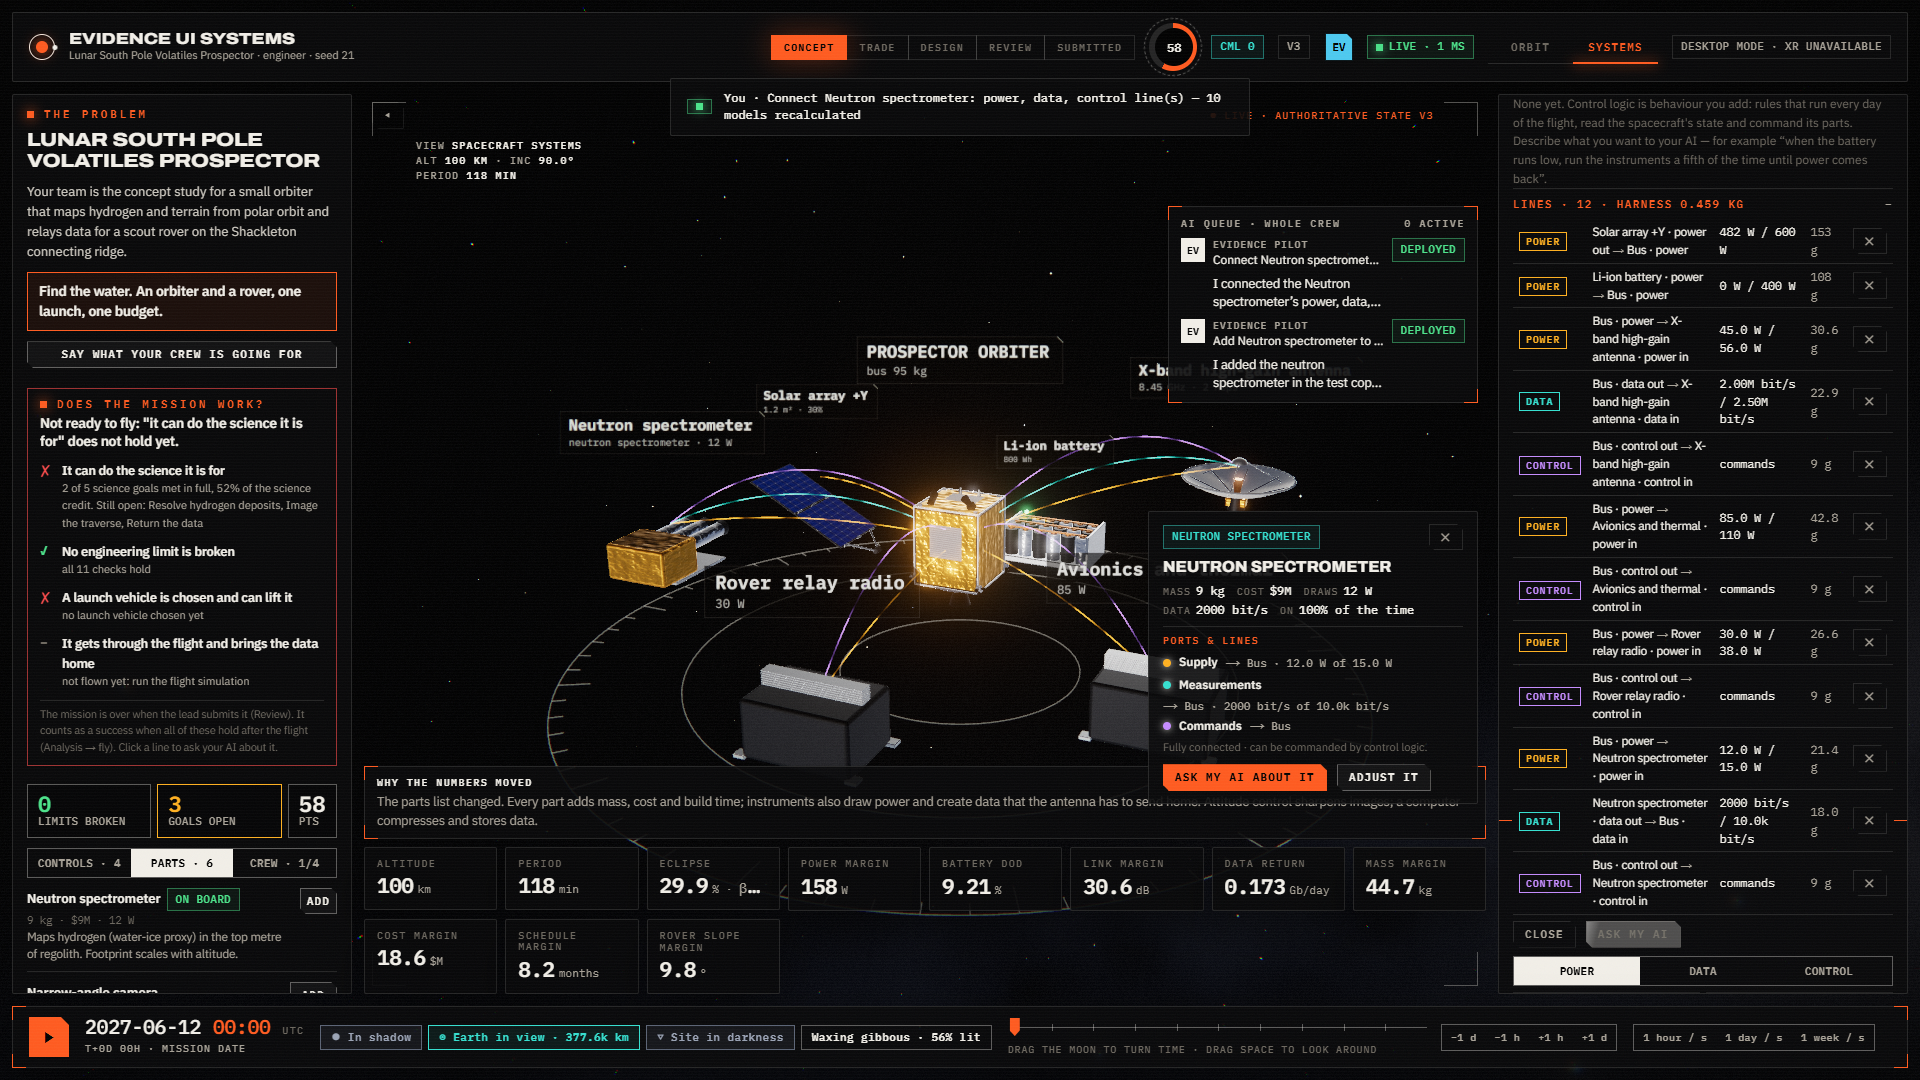 EVIDENCE UI SYSTEMS
Lunar South Pole Volatiles Prospector · engineer · seed 21
CONCEPT
TRADE
DESIGN
REVIEW
SUBMITTED
58
CML 0
V3
EV
LIVE · 1 MS
ORBIT
SYSTEMS
DESKTOP MODE · XR UNAVAILABLE
You · Connect Neutron spectrometer: power, data, control line(s) — 10
models recalculated
THE PROBLEM
LUNAR SOUTH POLE
VOLATILES PROSPECTOR
Your team is the concept study for a small orbiter
that maps hydrogen and terrain from polar orbit and
relays data for a scout rover on the Shackleton
connecting ridge.
Find the water. An orbiter and a rover, one
launch, one budget.
SAY WHAT YOUR CREW IS GOING FOR
DOES THE MISSION WORK?
Not ready to fly: "it can do the science it is
for" does not hold yet.
✗ It can do the science it is for
2 of 5 science goals met in full, 52% of the science
credit. Still open: Resolve hydrogen deposits, Image
the traverse, Return the data
✓ No engineering limit is broken
all 11 checks hold
✗ A launch vehicle is chosen and can lift it
no launch vehicle chosen yet
– It gets through the flight and brings the data
home
not flown yet: run the flight simulation
The mission is over when the lead submits it (Review). It
counts as a success when all of these hold after the flight
(Analysis → fly). Click a line to ask your AI about it.
0
LIMITS BROKEN
3
GOALS OPEN
58
PTS
CONTROLS · 4
PARTS · 6
CREW · 1/4
Neutron spectrometer
ON BOARD
ADD
9 kg · $9M · 12 W
Maps hydrogen (water-ice proxy) in the top metre
of regolith. Footprint scales with altitude.
Narrow-angle camera
ADD
VIEW SPACECRAFT SYSTEMS
ALT 100 KM · INC 90.0°
PERIOD 118 MIN
LIVE · AUTHORITATIVE STATE V3
AI QUEUE · WHOLE CREW
0 ACTIVE
EV
EVIDENCE PILOT
Connect Neutron spectromet...
DEPLOYED
I connected the Neutron
spectrometer's power, data,...
EV
EVIDENCE PILOT
Add Neutron spectrometer to ...
DEPLOYED
I added the neutron
spectrometer in the test cop...
PROSPECTOR ORBITER
bus 95 kg
X-band high-gain antenna
8.45
Solar array +Y
1.2 m² · 30%
Neutron spectrometer
neutron spectrometer · 12 W
Li-ion battery
800 Wh
Rover relay radio
30 W
Avionics
85 W
NEUTRON SPECTROMETER
NEUTRON SPECTROMETER
MASS 9 kg COST $9M DRAWS 12 W
DATA 2000 bit/s ON 100% of the time
PORTS & LINES
Supply → Bus · 12.0 W of 15.0 W
Measurements
→ Bus · 2000 bit/s of 10.0k bit/s
Commands → Bus
Fully connected · can be commanded by control logic.
ASK MY AI ABOUT IT
ADJUST IT
WHY THE NUMBERS MOVED
The parts list changed. Every part adds mass, cost and build time; instruments also draw power and create data that the antenna has to send home. Altitude control sharpens images, a computer
compresses and stores data.
ALTITUDE
100 km
PERIOD
118 min
ECLIPSE
29.9 % · β...
POWER MARGIN
158 W
BATTERY DOD
9.21 %
LINK MARGIN
30.6 dB
DATA RETURN
0.173 Gb/day
MASS MARGIN
44.7 kg
COST MARGIN
18.6 $M
SCHEDULE
MARGIN
8.2 months
ROVER SLOPE
MARGIN
9.8 °
None yet. Control logic is behaviour you add: rules that run every day
of the flight, read the spacecraft's state and command its parts.
Describe what you want to your AI — for example “when the battery
runs low, run the instruments a fifth of the time until power comes
back”.
LINES · 12 · HARNESS 0.459 KG
POWER
Solar array +Y · power
out → Bus · power
482 W / 600
W
153
g
POWER
Li-ion battery · power
→ Bus · power
0 W / 400 W
108
g
POWER
Bus · power → X-
band high-gain
antenna · power in
45.0 W /
56.0 W
30.6
g
DATA
Bus · data out → X-
band high-gain
antenna · data in
2.00M bit/s
/ 2.50M
bit/s
22.9
g
CONTROL
Bus · control out → X-
band high-gain
antenna · control in
commands
9 g
POWER
Bus · power →
Avionics and thermal ·
power in
85.0 W /
110 W
42.8
g
CONTROL
Bus · control out →
Avionics and thermal ·
control in
commands
9 g
POWER
Bus · power → Rover
relay radio · power in
30.0 W /
38.0 W
26.6
g
CONTROL
Bus · control out →
Rover relay radio ·
control in
commands
9 g
POWER
Bus · power →
Neutron spectrometer
· power in
12.0 W /
15.0 W
21.4
g
DATA
Neutron spectrometer
· data out → Bus ·
data in
2000 bit/s
/ 10.0k
bit/s
18.0
g
CONTROL
Bus · control out →
Neutron spectrometer
· control in
commands
9 g
CLOSE
ASK MY AI
POWER
DATA
CONTROL
2027-06-12 00:00 UTC
T+0D 00H · MISSION DATE
In shadow
Earth in view · 377.6k km
Site in darkness
Waxing gibbous · 56% lit
DRAG THE MOON TO TURN TIME · DRAG SPACE TO LOOK AROUND
−1 d
−1 h
+1 h
+1 d
1 hour / s
1 day / s
1 week / s